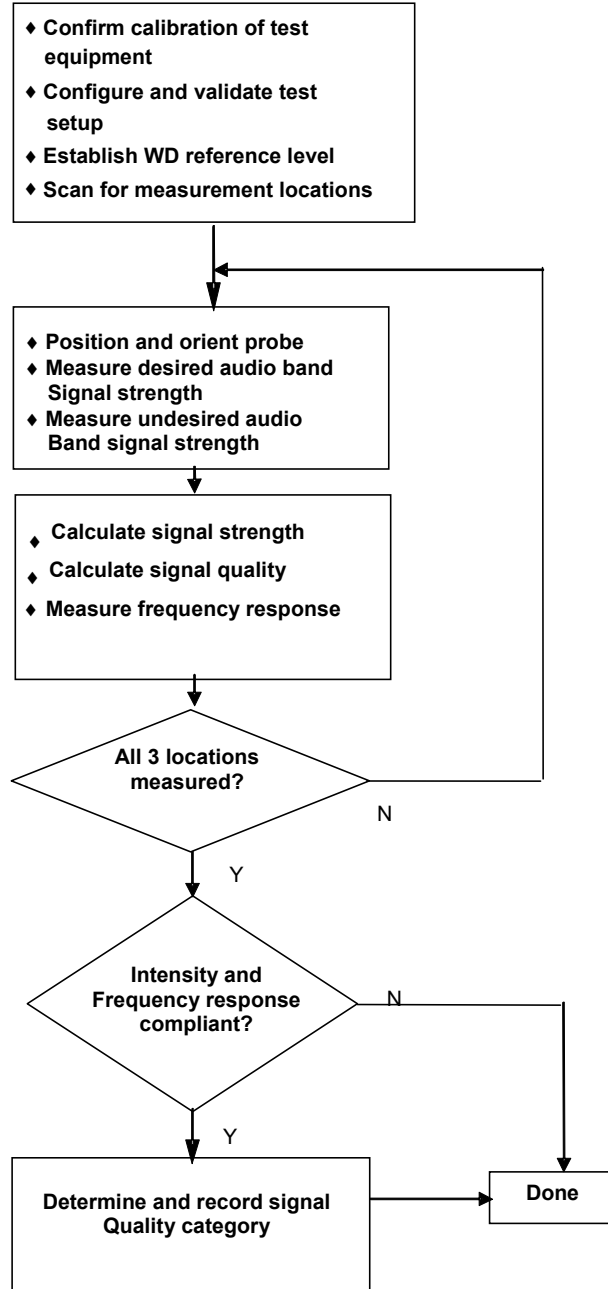 ♦ Confirm calibration of test
equipment
♦ Configure and validate test
setup
♦ Establish WD reference level
♦ Scan for measurement locations
♦ Position and orient probe
♦ Measure desired audio band
Signal strength
♦ Measure undesired audio
Band signal strength
♦ Calculate signal strength
♦ Calculate signal quality
♦ Measure frequency response
All 3 locations
measured?
N
Y
Intensity and
Frequency response
compliant?
N
Y
Determine and record signal
Quality category
Done